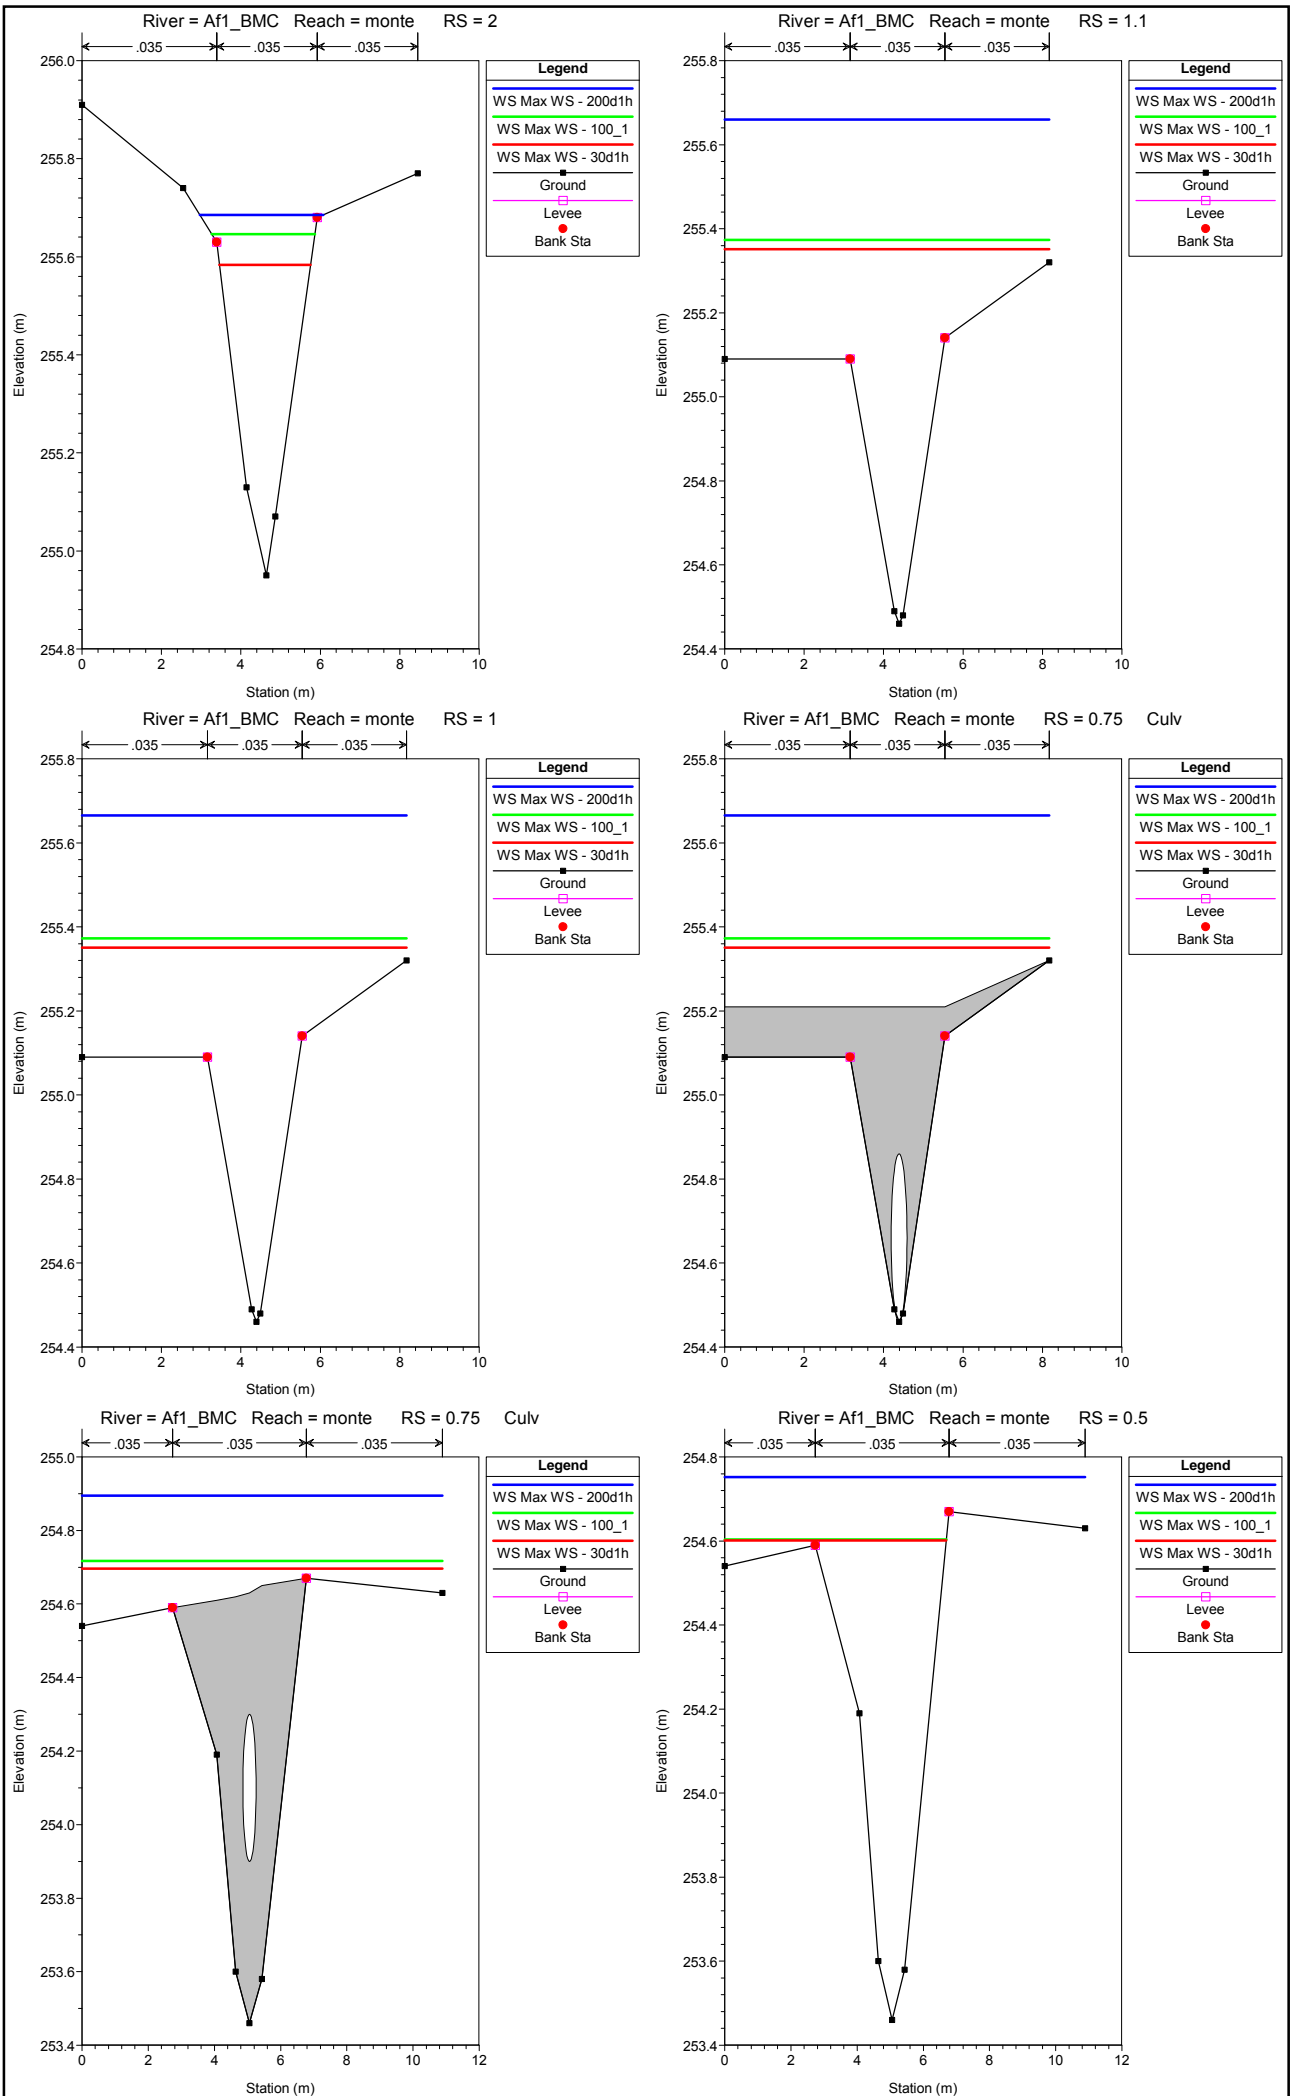 River = Af1_BMC Reach = monte RS = 2
.035 .035 .035
Elevation (m)
256.0
255.8
255.6
255.4
255.2
255.0
254.8
0 2 4 6 8 10
Station (m)
Legend
WS Max WS - 200d1h
WS Max WS - 100_1
WS Max WS - 30d1h
Ground
Levee
Bank Sta
River = Af1_BMC Reach = monte RS = 1.1
.035 .035 .035
Elevation (m)
255.8
255.6
255.4
255.2
255.0
254.8
254.6
254.4
0 2 4 6 8 10
Station (m)
Legend
WS Max WS - 200d1h
WS Max WS - 100_1
WS Max WS - 30d1h
Ground
Levee
Bank Sta
River = Af1_BMC Reach = monte RS = 1
.035 .035 .035
Elevation (m)
255.8
255.6
255.4
255.2
255.0
254.8
254.6
254.4
0 2 4 6 8 10
Station (m)
Legend
WS Max WS - 200d1h
WS Max WS - 100_1
WS Max WS - 30d1h
Ground
Levee
Bank Sta
River = Af1_BMC Reach = monte RS = 0.75 Culv
.035 .035 .035
Elevation (m)
255.8
255.6
255.4
255.2
255.0
254.8
254.6
254.4
0 2 4 6 8 10
Station (m)
Legend
WS Max WS - 200d1h
WS Max WS - 100_1
WS Max WS - 30d1h
Ground
Levee
Bank Sta
River = Af1_BMC Reach = monte RS = 0.75 Culv
.035 .035 .035
Elevation (m)
255.0
254.8
254.6
254.4
254.2
254.0
253.8
253.6
253.4
0 2 4 6 8 10 12
Station (m)
Legend
WS Max WS - 200d1h
WS Max WS - 100_1
WS Max WS - 30d1h
Ground
Levee
Bank Sta
River = Af1_BMC Reach = monte RS = 0.5
.035 .035 .035
Elevation (m)
254.8
254.6
254.4
254.2
254.0
253.8
253.6
253.4
0 2 4 6 8 10 12
Station (m)
Legend
WS Max WS - 200d1h
WS Max WS - 100_1
WS Max WS - 30d1h
Ground
Levee
Bank Sta